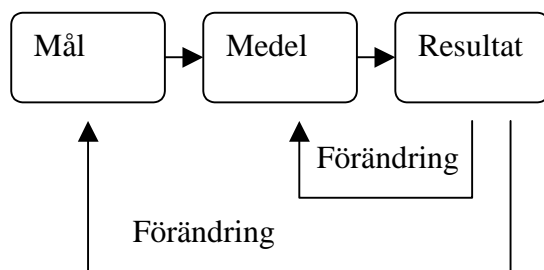 Mål
Medel
Resultat
Förändring
Förändring